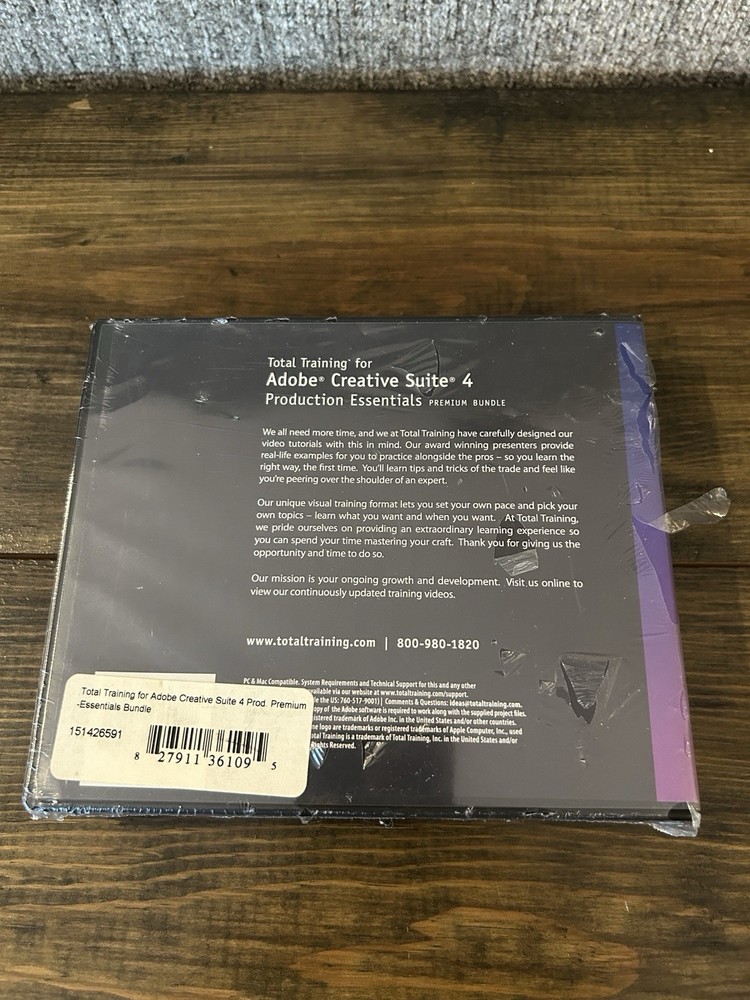 Total Training™ for
Adobe® Creative Suite® 4
Production Essentials PREMIUM BUNDLE
We all need more time, and we at Total Training have carefully designed our
video tutorials with this in mind. Our award winning presenters provide
real-life examples for you to practice alongside the pros – so you learn the
right way, the first time. You'll learn tips and tricks of the trade and feel like
you're peering over the shoulder of an expert.
Our unique visual training format lets you set your own pace and pick your
own topics – learn what you want and when you want. At Total Training,
we pride ourselves on providing an extraordinary learning experience so
you can spend your time mastering your craft. Thank you for giving us the
opportunity and time to do so.
Our mission is your ongoing growth and development. Visit us online to
view our continuously updated training videos.
www.totaltraining.com | 800-980-1820
PC & Mac Compatible. System Requirements and Technical Support for this and any other
available via our website at www.totaltraining.com/support.
the US: 760-517-9001) | Comments & Questions: ideas@totaltraining.com.
copy of the Adobe software is required to work along with the supplied project files.
registered trademark of Adobe Inc. in the United States and/or other countries.
logo are trademarks or registered trademarks of Apple Computer, Inc., used
Total Training is a trademark of Total Training, Inc. in the United States and/or
Rights Reserved.
Total Training for Adobe Creative Suite 4 Prod. Premium
-Essentials Bundle
151426591
8 27911 36109 5